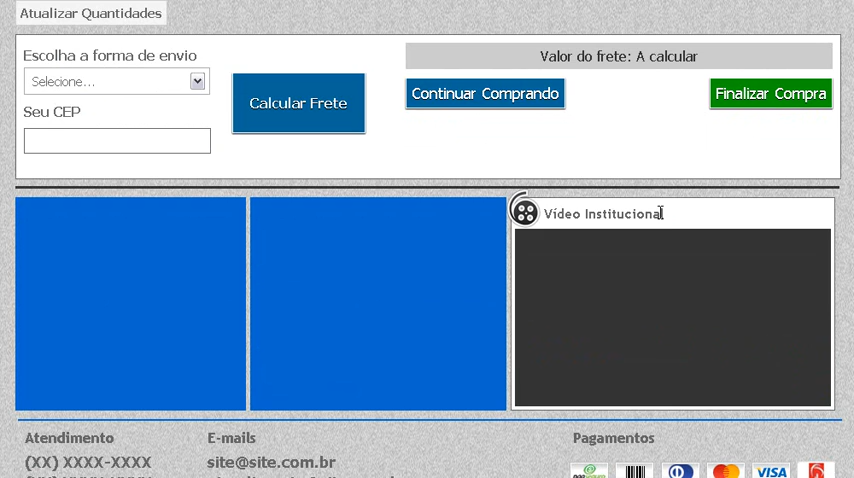 Atualizar Quantidades
Escolha a forma de envio
Selecione...
Seu CEP
Calcular Frete
Valor do frete: A calcular
Continuar Comprando
Finalizar Compra
Vídeo Institucional
Atendimento
(XX) XXXX-XXXX
E-mails
site@site.com.br
Pagamentos
VISA